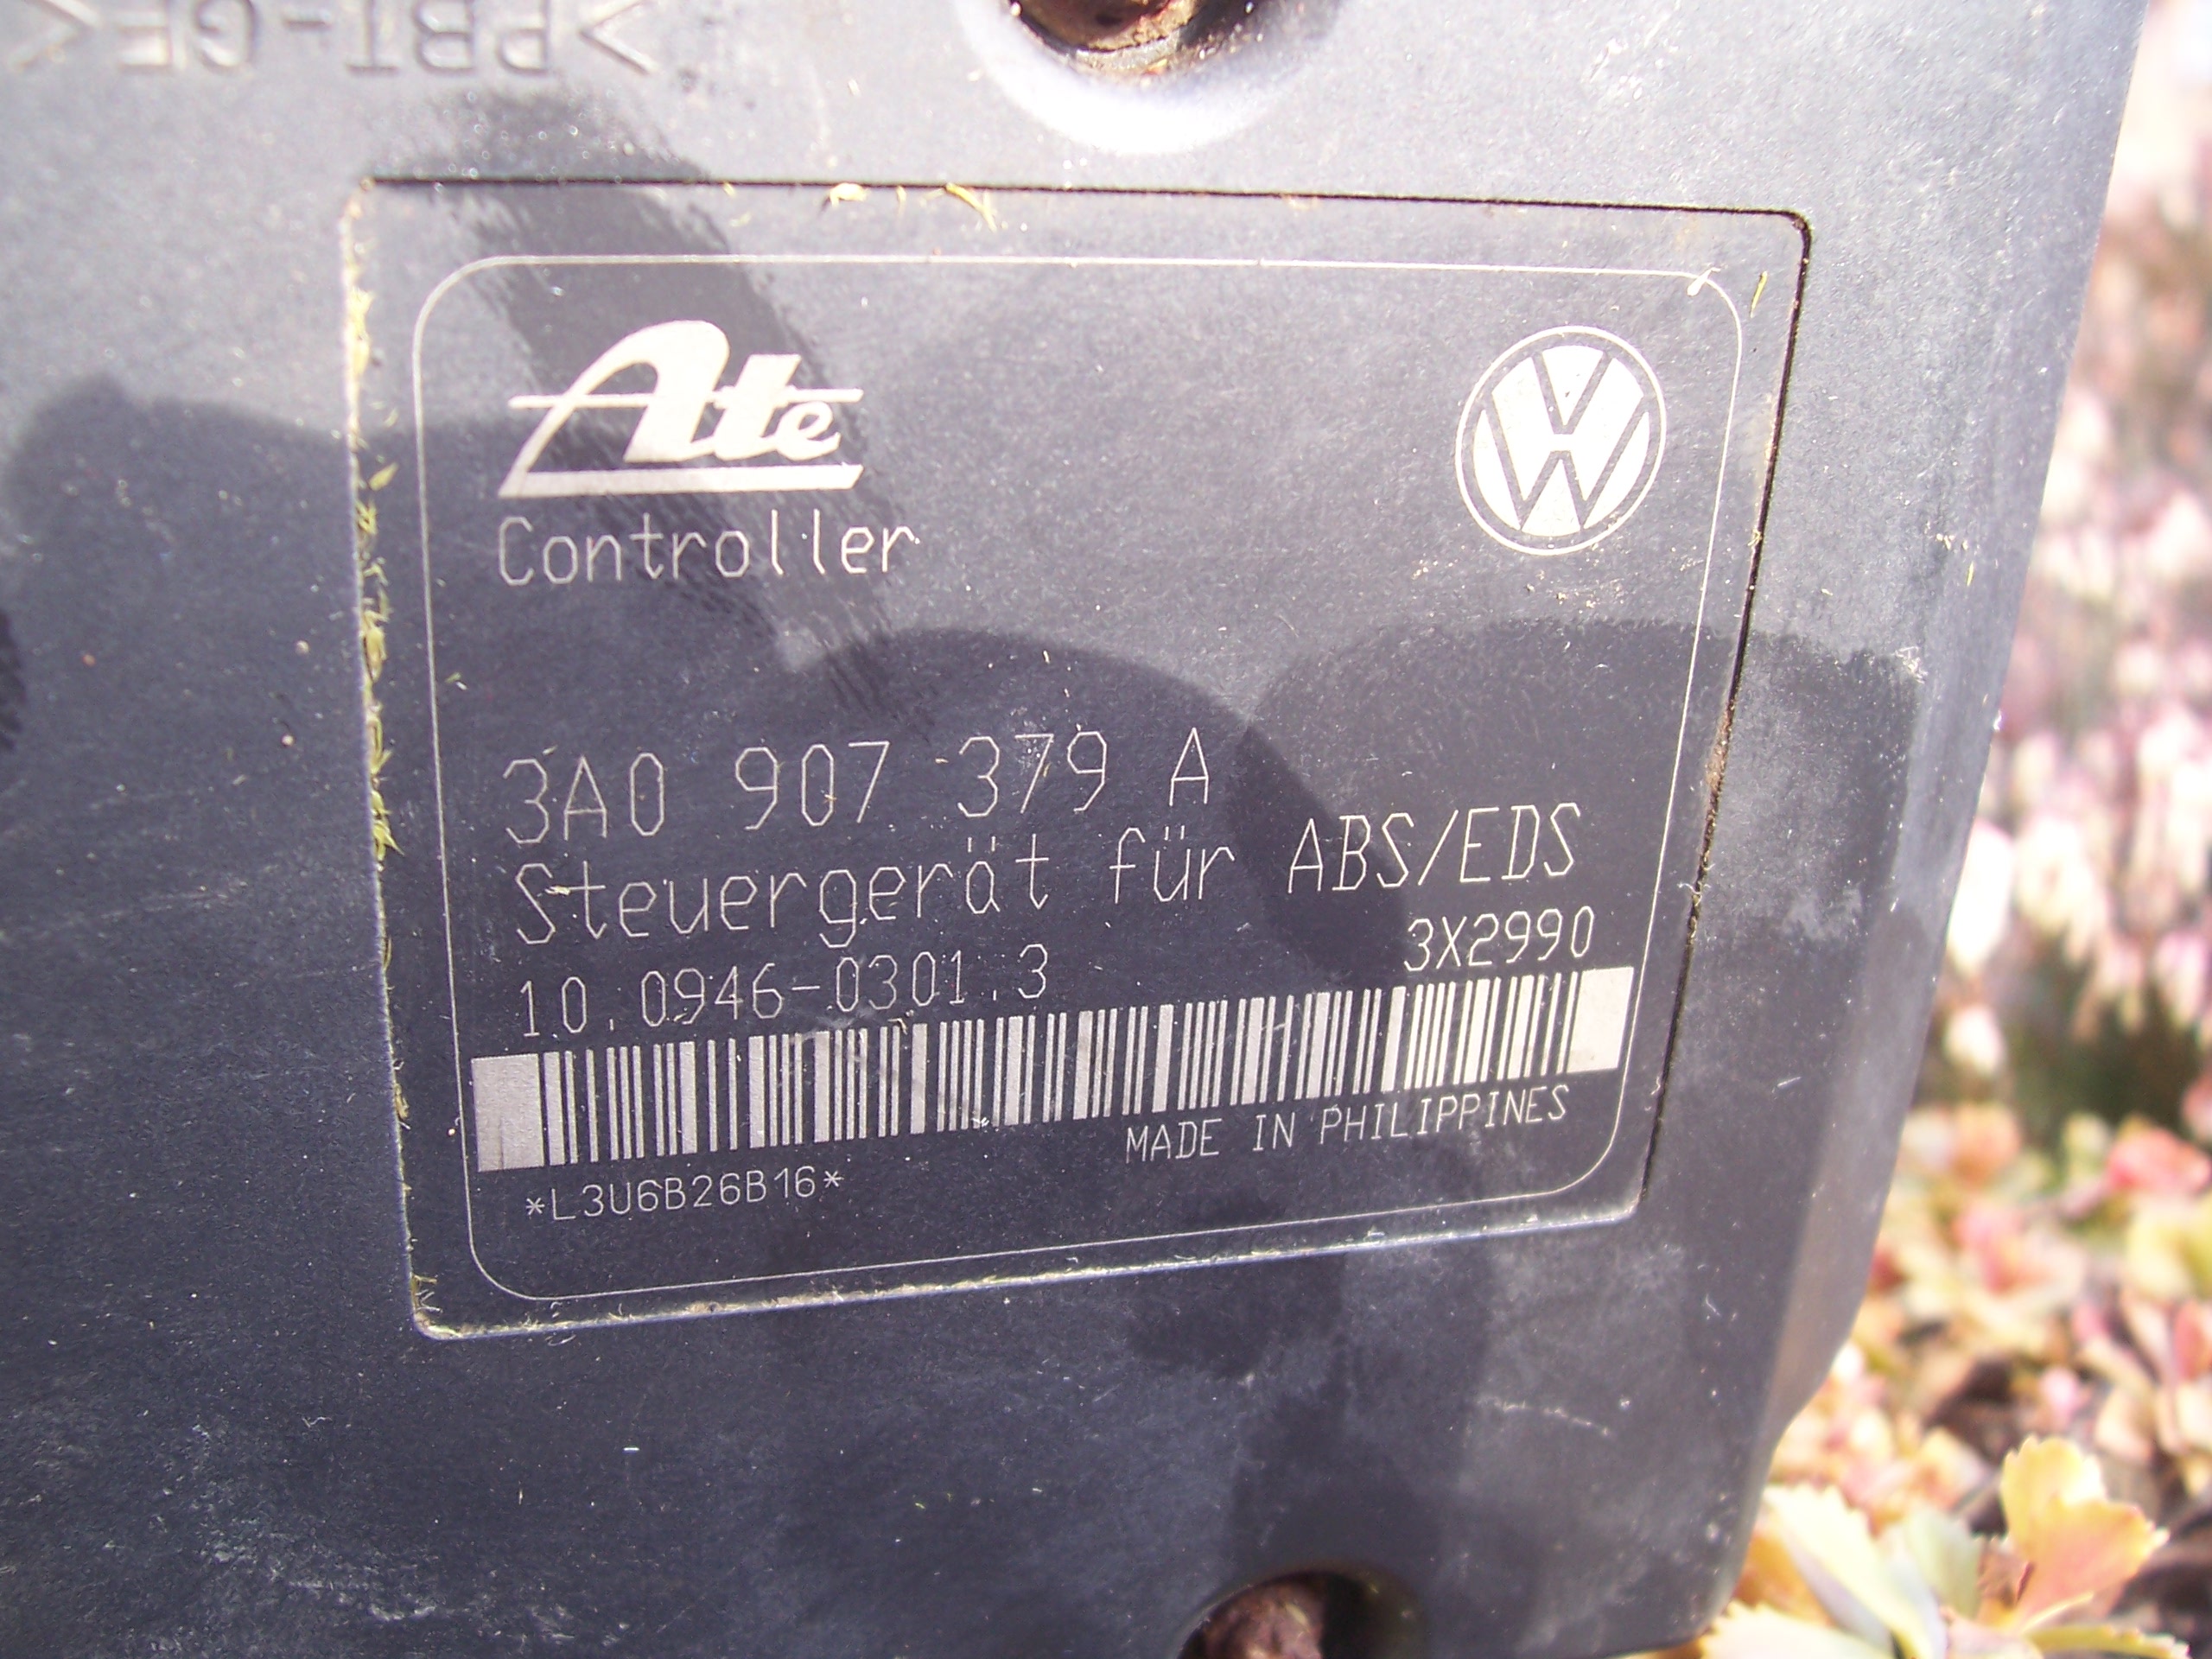 >PBT-GF<
Ate
Controller
VW
3A0 907 379 A
Steuergerät für ABS/EDS
10.0946-0301.3
3X2990
MADE IN PHILIPPINES
*L3U6B26B16*